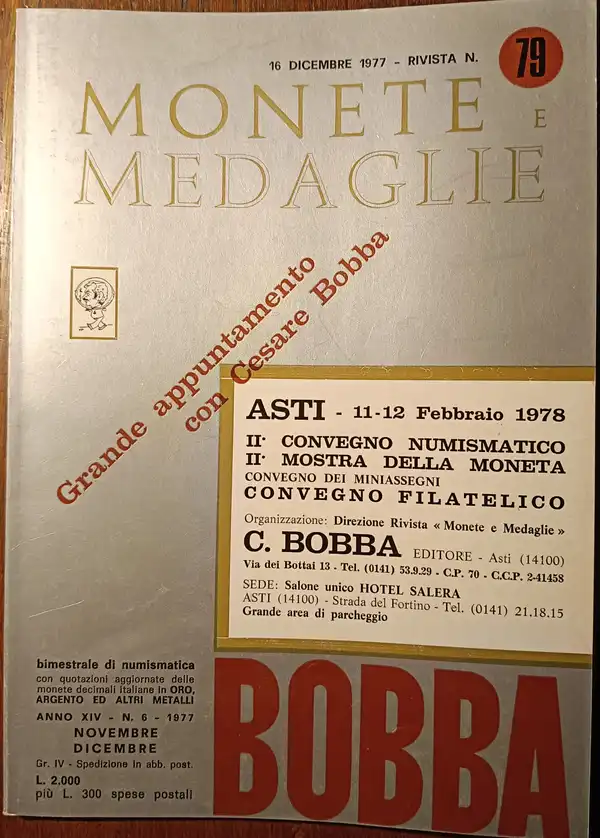 16 DICEMBRE 1977 - RIVISTA N. 79
MONETE E
MEDAGLIE
Grande appuntamento
con Cesare Bobba
ASTI - 11-12 Febbraio 1978
II• CONVEGNO NUMISMATICO
II• MOSTRA DELLA MONETA
CONVEGNO DEI MINIASSEGNI
CONVEGNO FILATELICO
Organizzazione: Direzione Rivista « Monete e Medaglie »
C. BOBBA EDITORE - Asti (14100)
Via dei Bottai 13 - Tel. (0141) 53.9.29 - C.P. 70 - C.C.P. 2-41458
SEDE: Salone unico HOTEL SALERA
ASTI (14100) - Strada del Fortino - Tel. (0141) 21.18.15
Grande area di parcheggio
bimestrale di numismatica
con quotazioni aggiornate delle
monete decimali italiane in ORO,
ARGENTO ED ALTRI METALLI
ANNO XIV - N. 6 - 1977
NOVEMBRE
DICEMBRE
Gr. IV - Spedizione in abb. post.
L. 2.000
più L. 300 spese postali
BOBBA